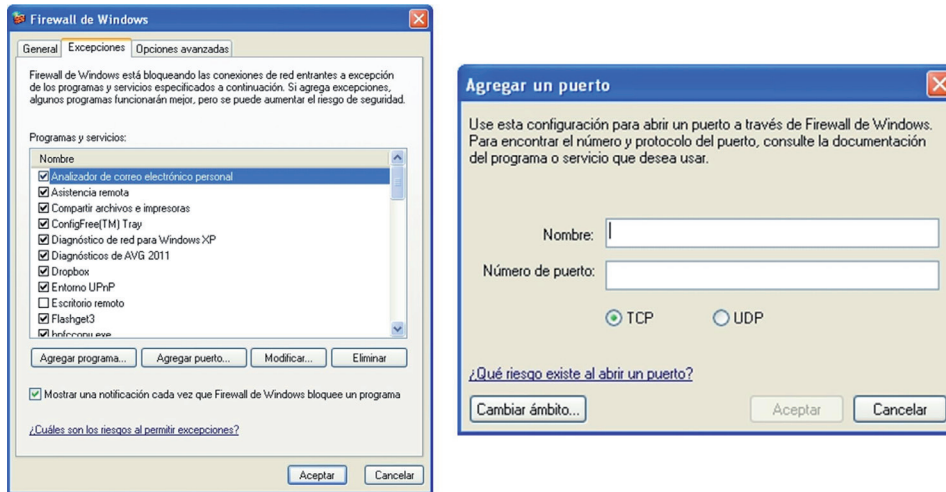 Firewall de Windows
General Excepciones Opciones avanzadas
Firewall de Windows está bloqueando las conexiones de red entrantes a excepción
de los programas y servicios especificados a continuación. Si agrega excepciones,
algunos programas funcionarán mejor, pero se puede aumentar el riesgo de seguridad.
Programas y servicios:
Nombre
Analizador de correo electrónico personal
Asistencia remota
Compartir archivos e impresoras
ConfigFree(TM) Tray
Diagnóstico de red para Windows XP
Diagnósticos de AVG 2011
Dropbox
Entorno UPnP
Escritorio remoto
Flashget3
Agregar programa... Agregar puerto... Modificar... Eliminar
Mostrar una notificación cada vez que Firewall de Windows bloquee un programa
¿Cuáles son los riesgos al permitir excepciones?
Aceptar Cancelar
Agregar un puerto
Use esta configuración para abrir un puerto a través de Firewall de Windows.
Para encontrar el número y protocolo del puerto, consulte la documentación
del programa o servicio que desea usar.
Nombre:
Número de puerto:
TCP UDP
¿Qué riesgo existe al abrir un puerto?
Cambiar ámbito... Aceptar Cancelar